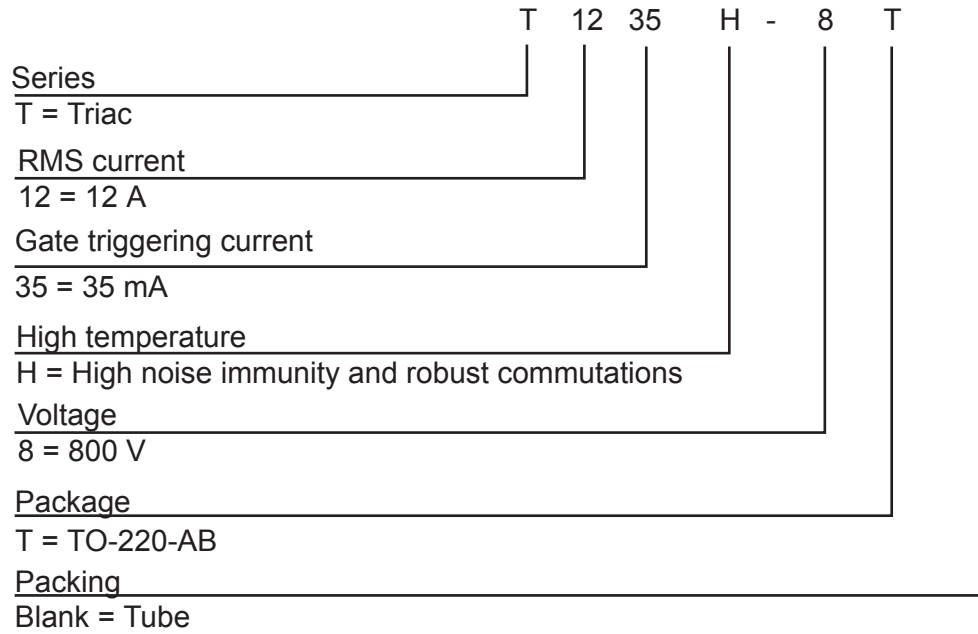 T 12 35 H - 8 T
Series
T = Triac
RMS current
12 = 12 A
Gate triggering current
35 = 35 mA
High temperature
H = High noise immunity and robust commutations
Voltage
8 = 800 V
Package
T = TO-220-AB
Packing
Blank = Tube